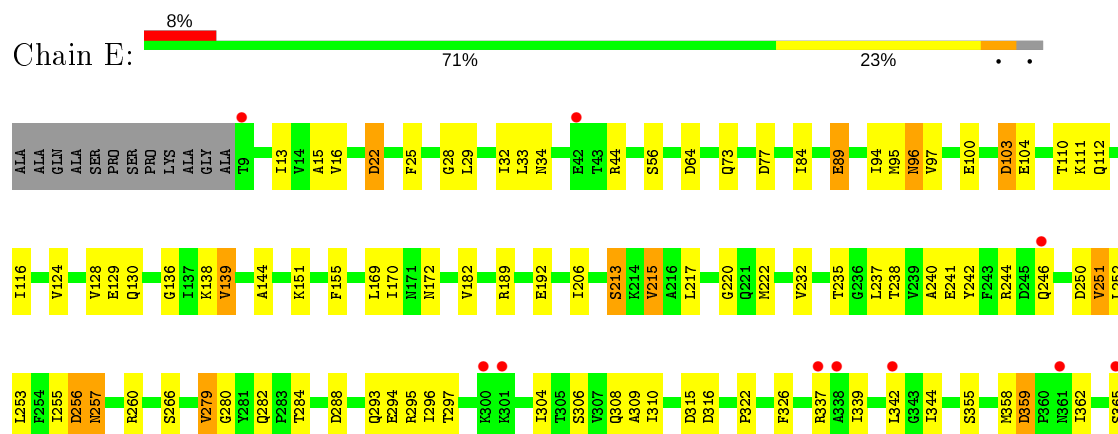 8%
Chain E:
71% 23% • •
ALA ALA GLN ALA SER PRO SER PRO LYS ALA GLY ALA T9 I13 V14 A15 V16 D22 F25 G28 L29 I32 L33 N34 E42 T43 R44 S56 D64 Q73 D77 I84 E89 I94 M95 N96 V97 E100 D103 E104 T110 K111 Q112
I116 V124 V128 E129 Q130 G136 I137 K138 V139 A144 K151 F155 L169 I170 N171 N172 V182 R189 E192 I206 S213 K214 V215 A216 L217 G220 Q221 M222 V232 T235 G236 L237 T238 V239 A240 E241 Y242 F243 R244 D245 Q246 D250 V251 L252
L253 F254 I255 D256 N257 R260 S266 V279 G280 Y281 Q282 P283 T284 D288 Q293 E294 R295 I296 T297 K300 K301 I304 T305 S306 V307 Q308 A309 I310 D315 D316 P322 F326 R337 A338 I339 L342 G343 I344 S355 M358 D359 P360 N361 I362 S365